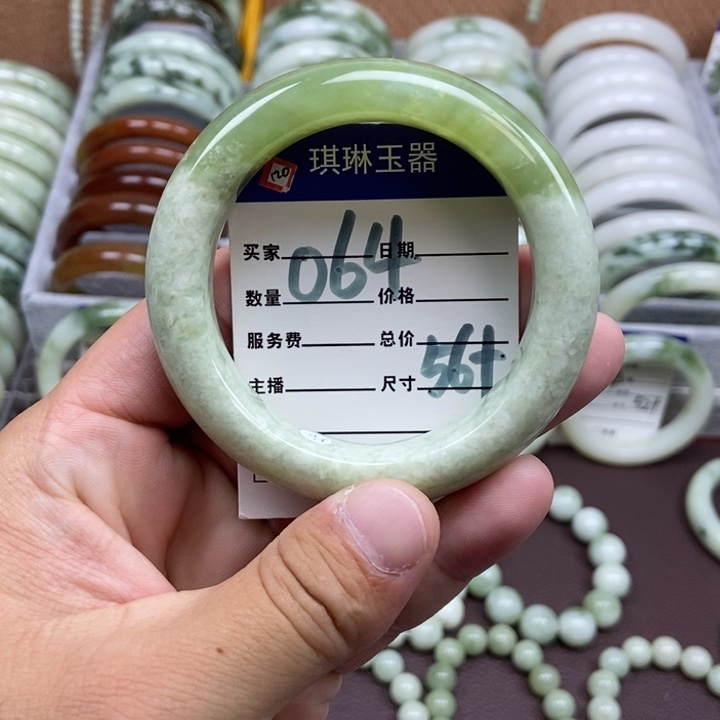 琪琳玉器
买家 064 日期
数量 价格
服务费 总价
主播 尺寸 56+
52+